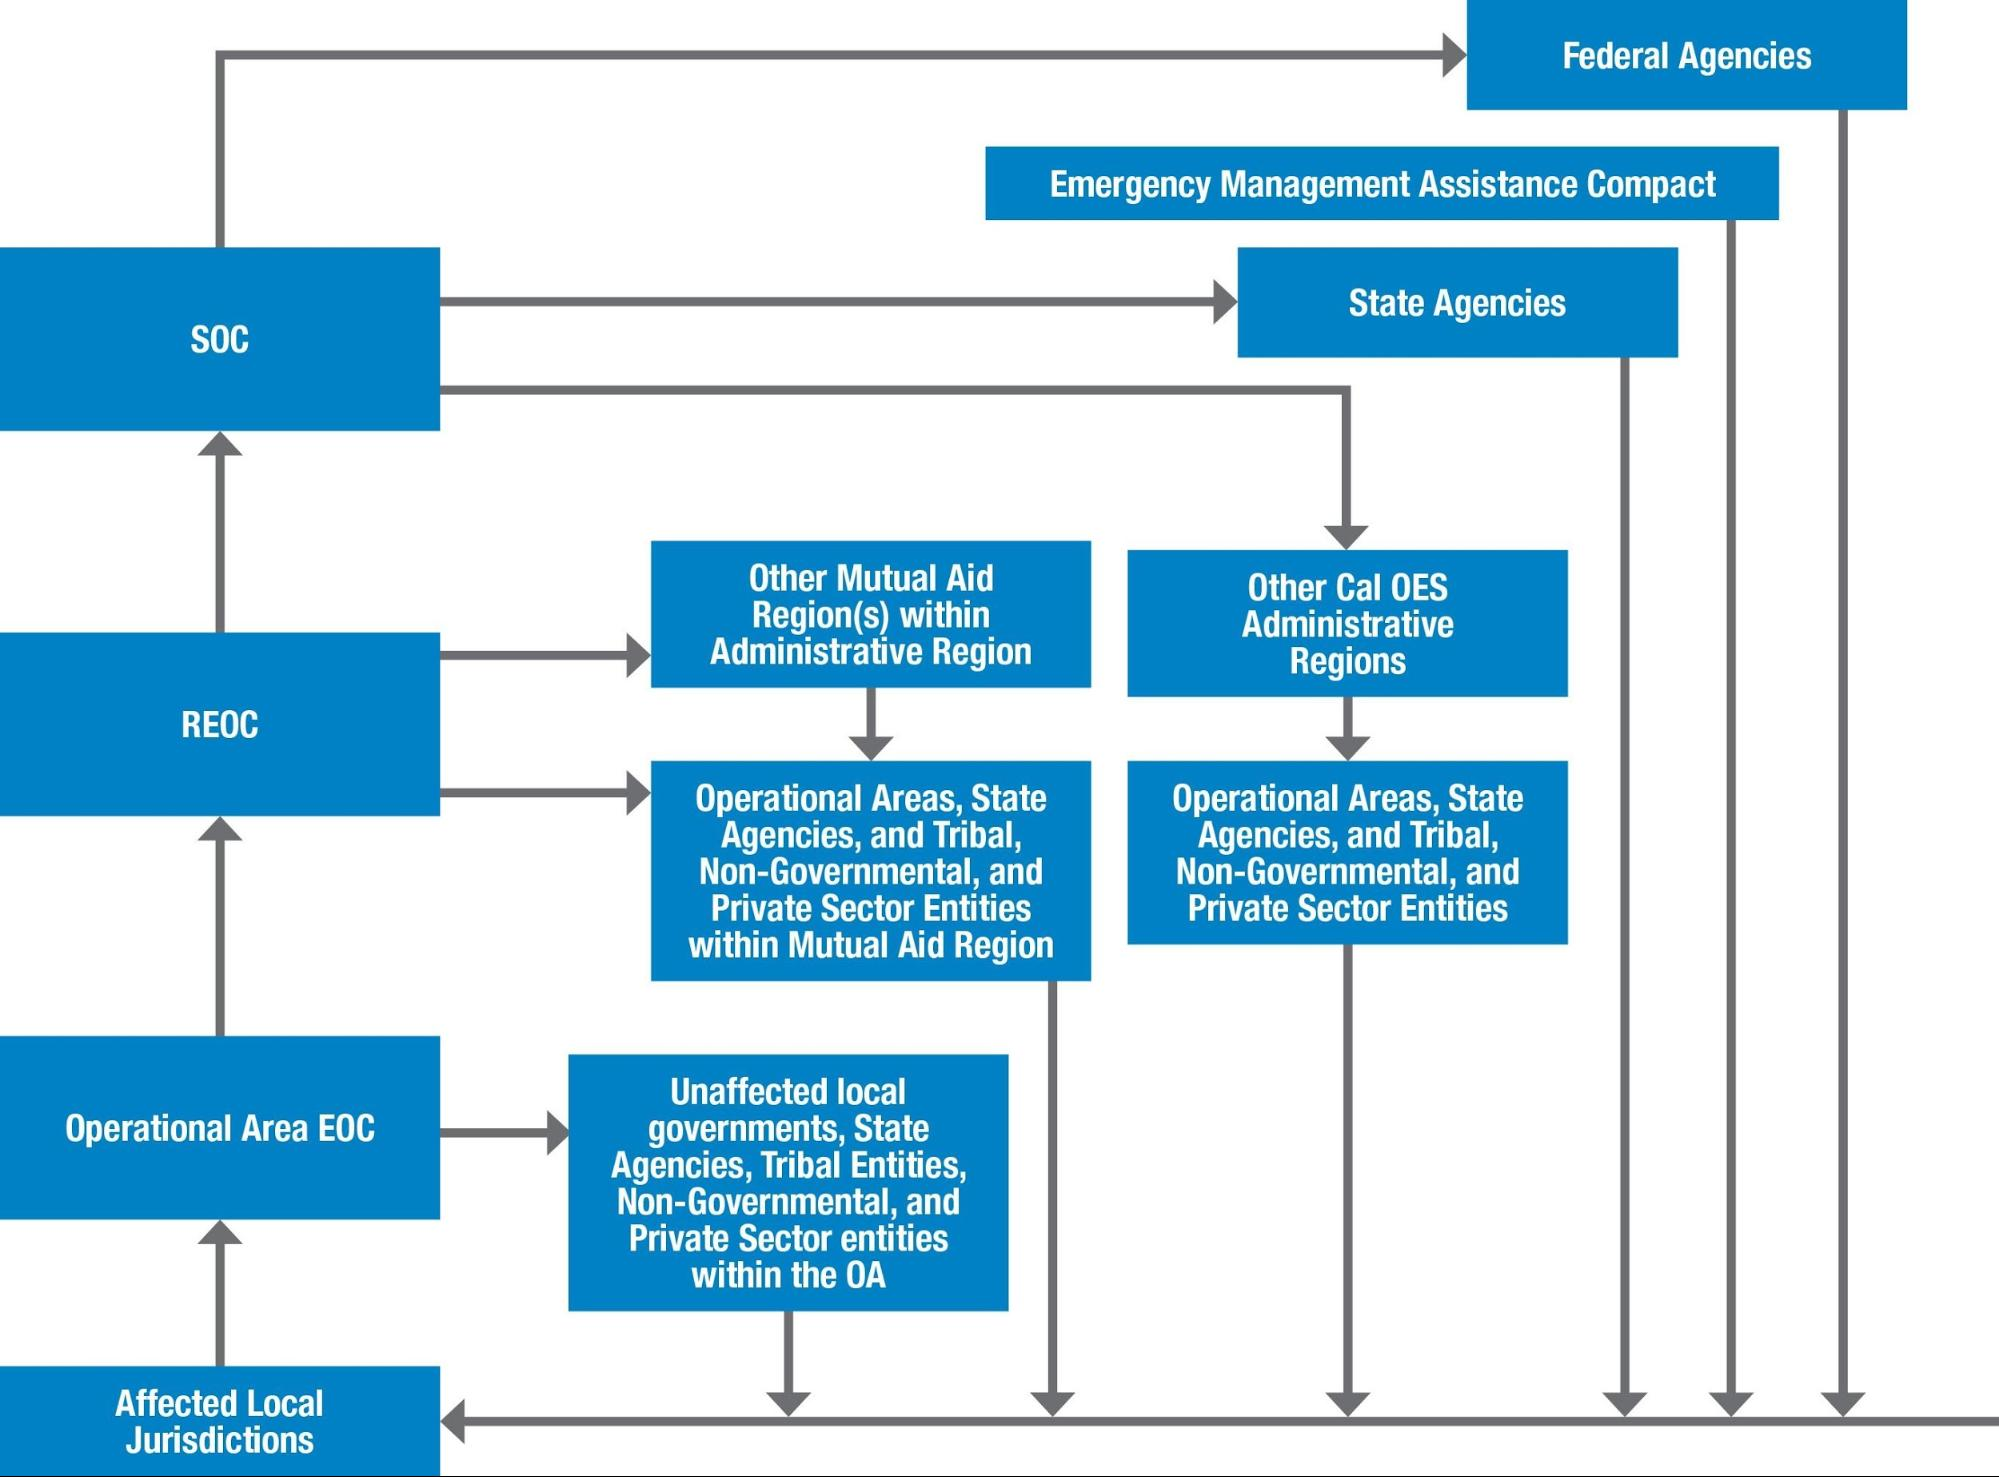 Federal Agencies
Emergency Management Assistance Compact
State Agencies
SOC
Other Mutual Aid
Region(s) within
Administrative Region
Other Cal OES
Administrative
Regions
REOC
Operational Areas, State
Agencies, and Tribal,
Non-Governmental, and
Private Sector Entities
within Mutual Aid Region
Operational Areas, State
Agencies, and Tribal,
Non-Governmental, and
Private Sector Entities
Operational Area EOC
Unaffected local
governments, State
Agencies, Tribal Entities,
Non-Governmental, and
Private Sector entities
within the OA
Affected Local
Jurisdictions